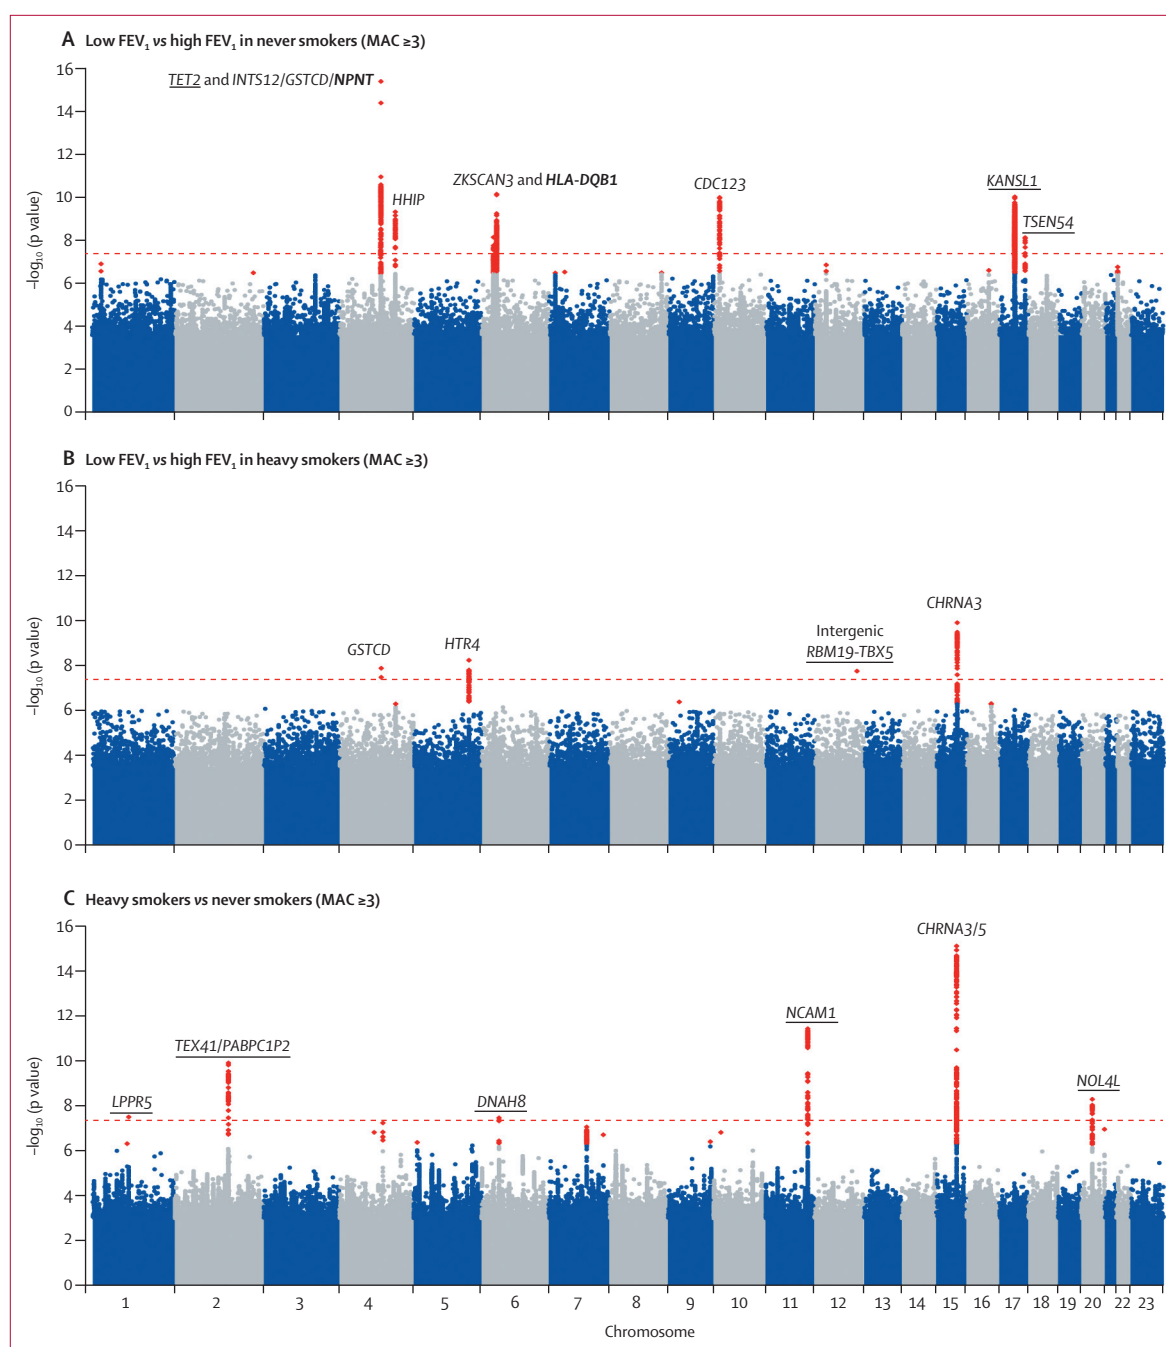 A Low FEV₁ vs high FEV₁ in never smokers (MAC ≥3)
16
14
12
10
8
6
4
2
0
–log₁₀ (p value)
TET2 and INTS12/GSTCD/NPNT
HHIP
ZKSCAN3 and HLA-DQB1
CDC123
KANSL1
TSEN54
B Low FEV₁ vs high FEV₁ in heavy smokers (MAC ≥3)
16
14
12
10
8
6
4
2
0
–log₁₀ (p value)
GSTCD
HTR4
Intergenic
RBM19-TBX5
CHRNA3
C Heavy smokers vs never smokers (MAC ≥3)
16
14
12
10
8
6
4
2
0
–log₁₀ (p value)
LPPR5
TEX41/PABPC1P2
DNAH8
NCAM1
CHRNA3/5
NOL4L
1 2 3 4 5 6 7 8 9 10 11 12 13 14 15 16 17 18 19 20 22 23
Chromosome